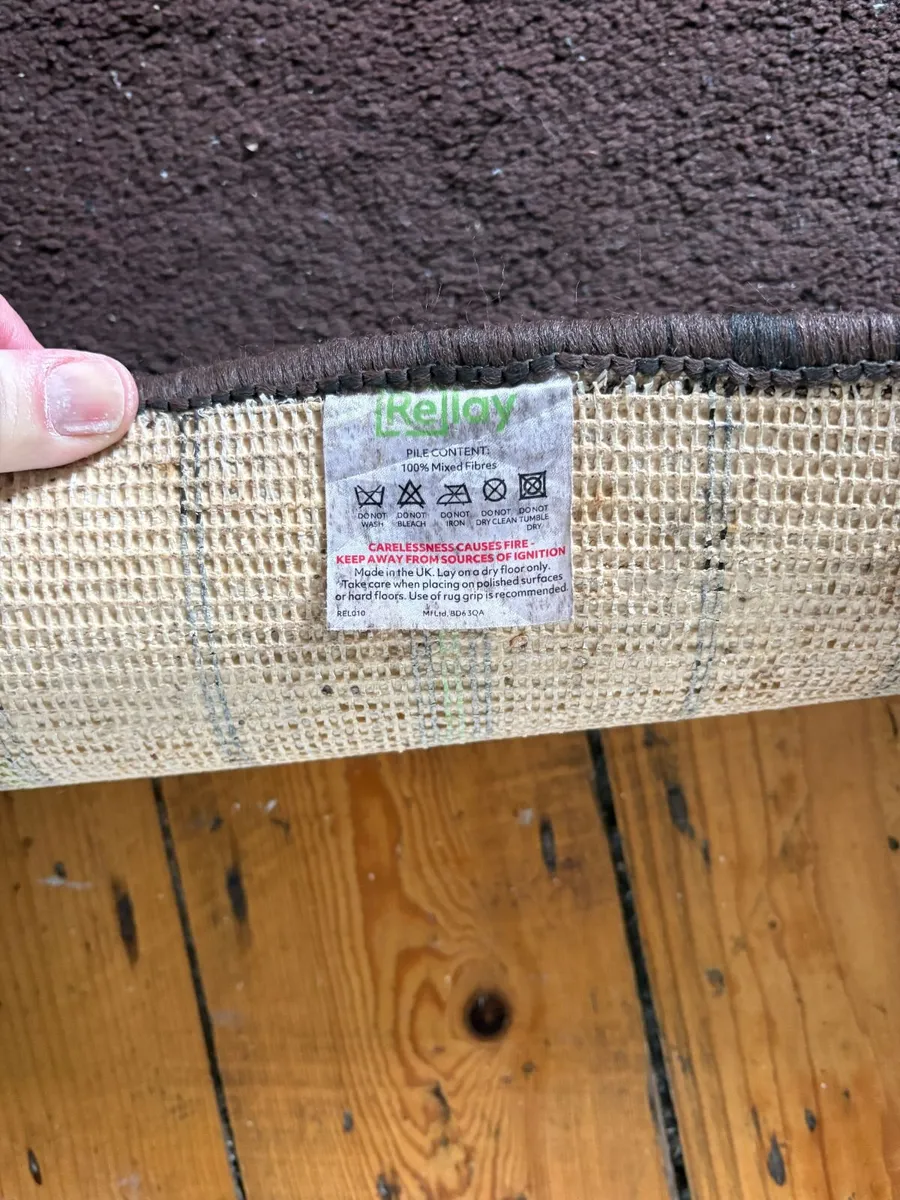 [Re]lay
PILE CONTENT:
100% Mixed Fibres
DO NOT WASH
DO NOT BLEACH
DO NOT IRON
DO NOT DRY CLEAN
DO NOT TUMBLE DRY
CARELESSNESS CAUSES FIRE -
KEEP AWAY FROM SOURCES OF IGNITION
Made in the UK. Lay on a dry floor only.
Take care when placing on polished surfaces
or hard floors. Use of rug grip is recommended.
REL010 MfLtd. BD6 3QA